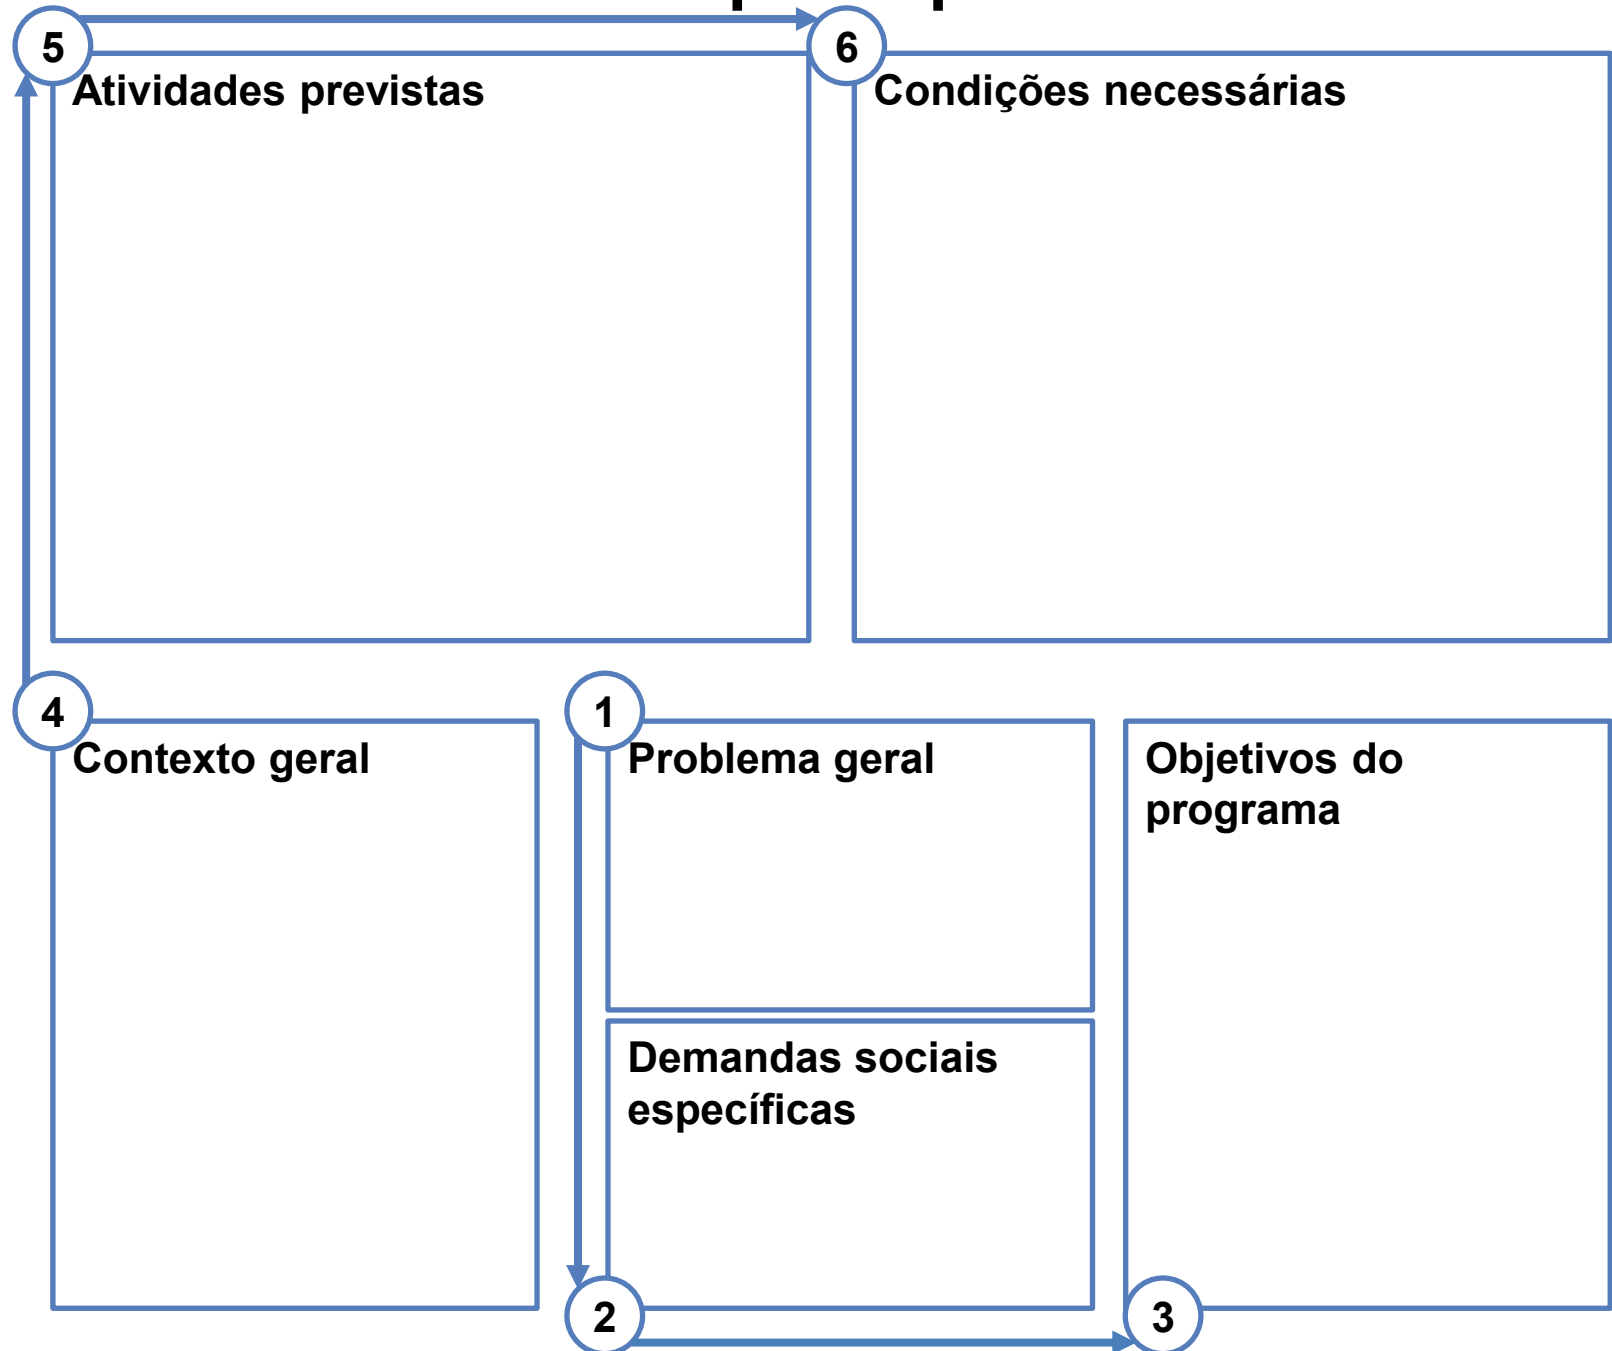 5
6
Atividades previstas
Condições necessárias
4
1
Contexto geral
Problema geral
Objetivos do
programa
Demandas sociais
específicas
2
3